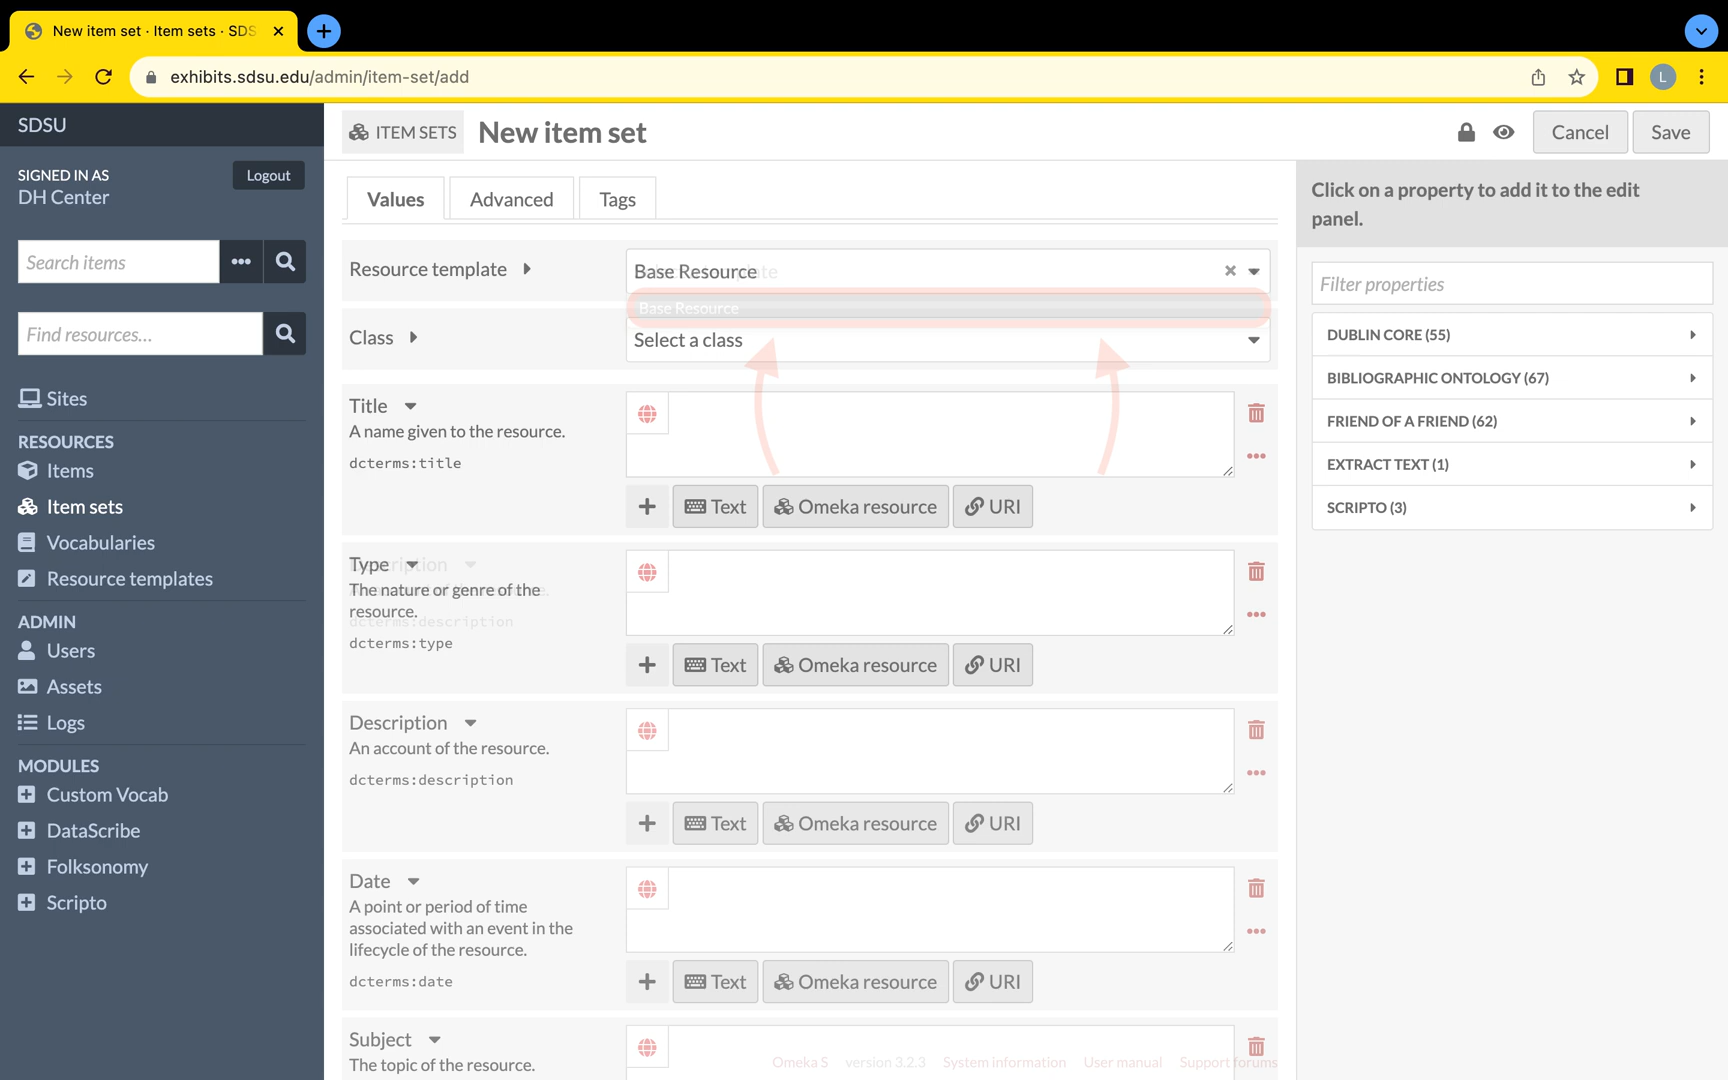 New item set · Item sets · SDS
exhibits.sdsu.edu/admin/item-set/add
L
SDSU
SIGNED IN AS
DH Center
Logout
Search items
Find resources...
Sites
RESOURCES
Items
Item sets
Vocabularies
Resource templates
ADMIN
Users
Assets
Logs
MODULES
Custom Vocab
DataScribe
Folksonomy
Scripto
ITEM SETS
New item set
Cancel
Save
Values
Advanced
Tags
Resource template
Base Resource
Base Resource
Class
Select a class
Title
A name given to the resource.
dcterms:title
Text
Omeka resource
URI
Type
The nature or genre of the
resource.
dcterms:description
dcterms:type
Text
Omeka resource
URI
Description
An account of the resource.
dcterms:description
Text
Omeka resource
URI
Date
A point or period of time
associated with an event in the
lifecycle of the resource.
dcterms:date
Text
Omeka resource
URI
Subject
The topic of the resource.
Omeka S version 3.2.3 System information User manual Support forums
Click on a property to add it to the edit
panel.
Filter properties
DUBLIN CORE (55)
BIBLIOGRAPHIC ONTOLOGY (67)
FRIEND OF A FRIEND (62)
EXTRACT TEXT (1)
SCRIPTO (3)